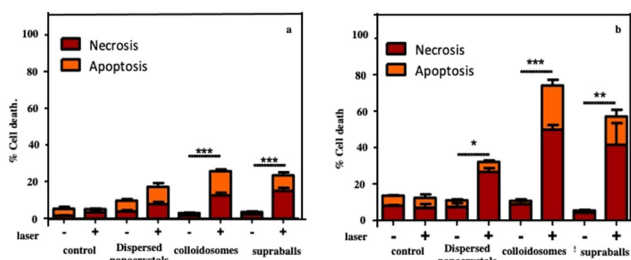 a
100
80
60
40
20
0
% Cell death.
Necrosis
Apoptosis
***
***
laser - + - + - + - +
control Dispersed colloidosomes supraballs
nanocrystals
b
100
80
60
40
20
0
% Cell death
Necrosis
Apoptosis
*
***
**
laser - + - + - + - +
control Dispersed colloidosomes supraballs